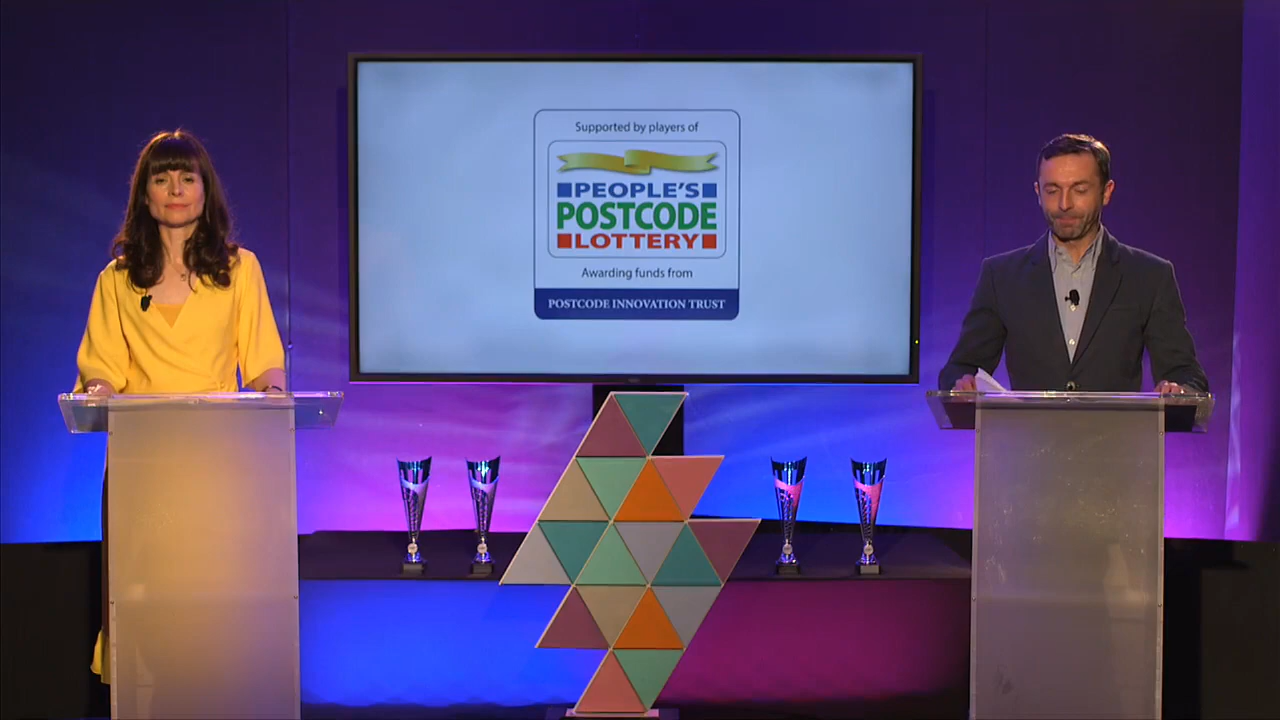 Supported by players of
PEOPLE'S
POSTCODE
LOTTERY
Awarding funds from
POSTCODE INNOVATION TRUST